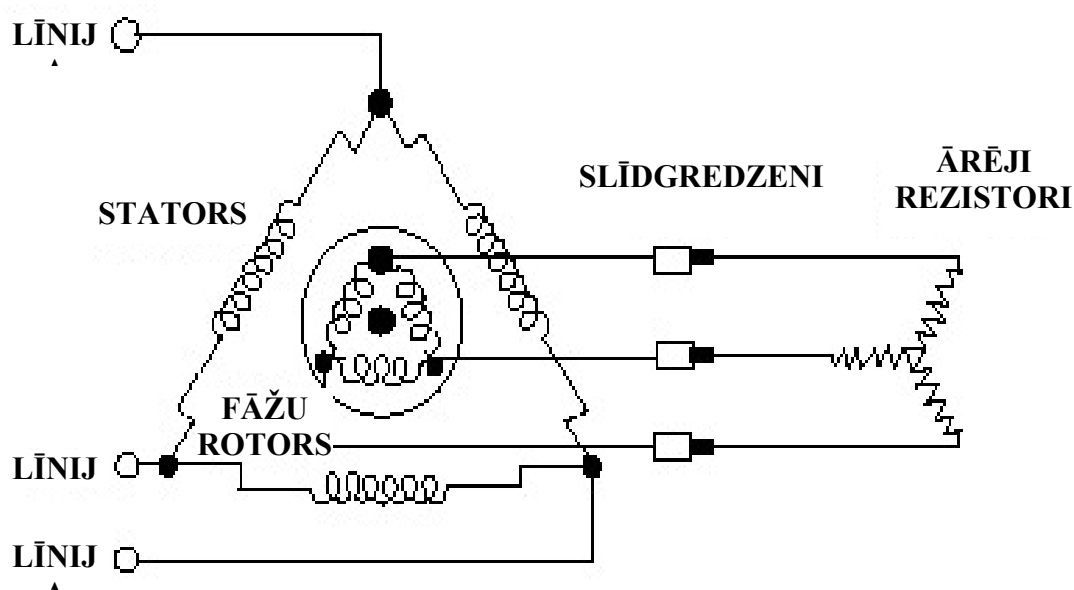 LĪNIJ
SLĪDGREDZENI
ĀRĒJI
REZISTORI
STATORS
FĀŽU
ROTORS
LĪNIJ
LĪNIJ